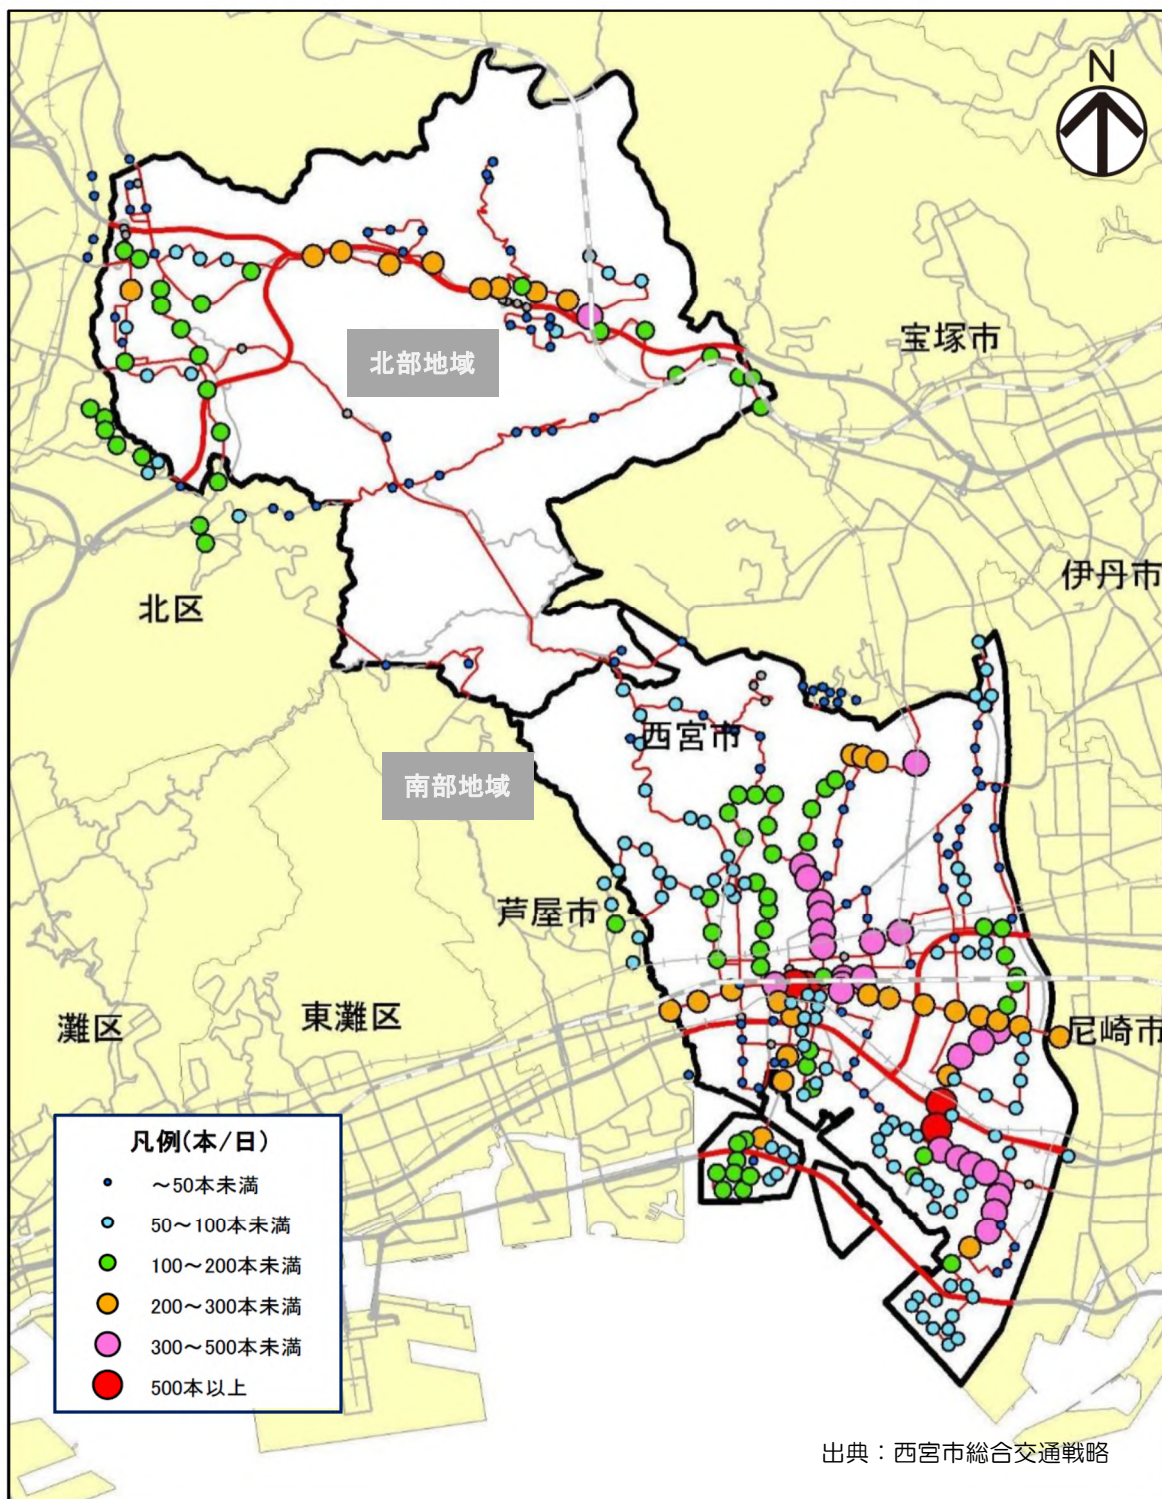 N
宝塚市
北部地域
伊丹市
北区
西宮市
南部地域
芦屋市
東灘区
灘区
尼崎市
凡例(本/日)
～50本未満
50～100本未満
100～200本未満
200～300本未満
300～500本未満
500本以上
出典：西宮市総合交通戦略